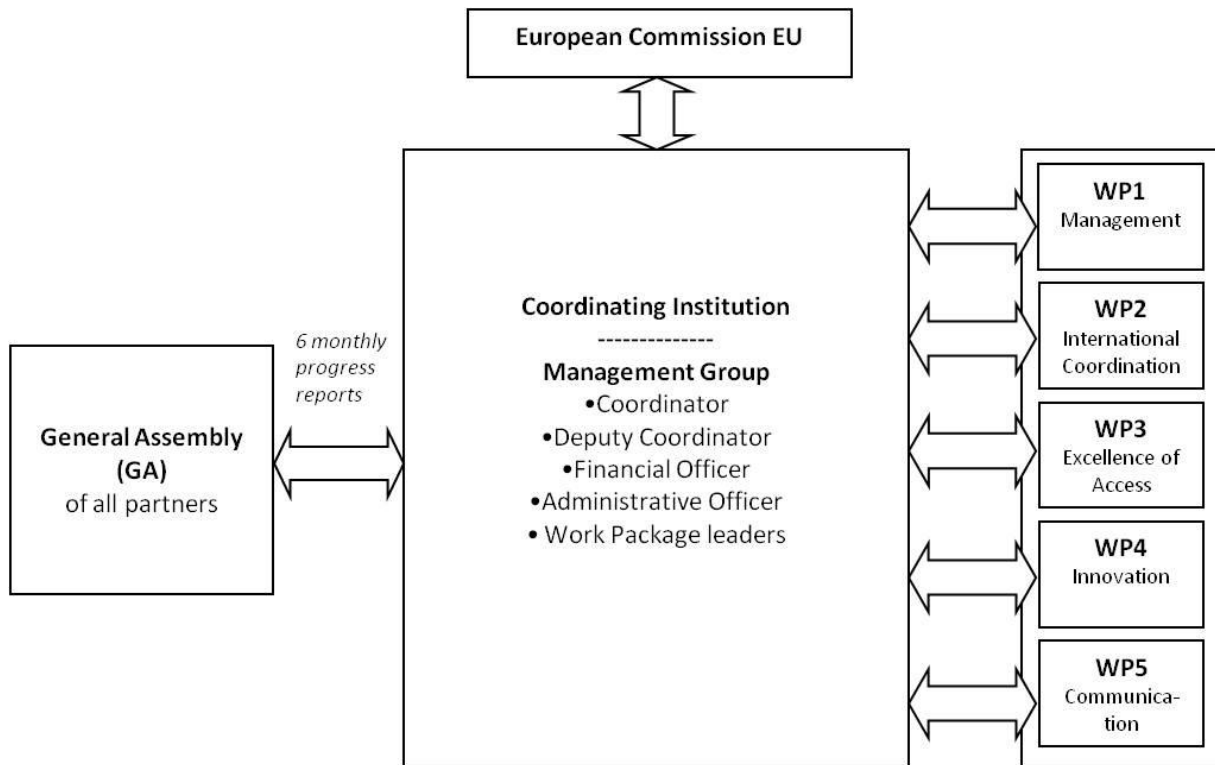 European Commission EU
6 monthly
progress
reports
General Assembly
(GA)
of all partners
Coordinating Institution
--------------
Management Group
•Coordinator
•Deputy Coordinator
•Financial Officer
•Administrative Officer
• Work Package leaders
WP1
Management
WP2
International
Coordination
WP3
Excellence of
Access
WP4
Innovation
WP5
Communica-
tion